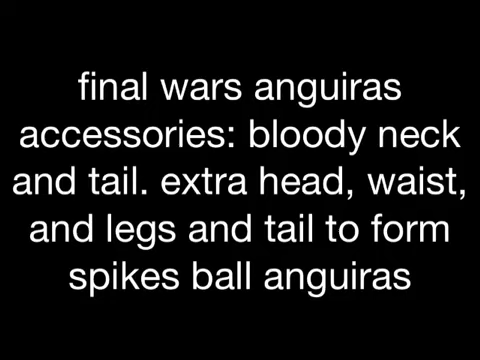 final wars anguiras
accessories: bloody neck
and tail. extra head, waist,
and legs and tail to form
spikes ball anguiras